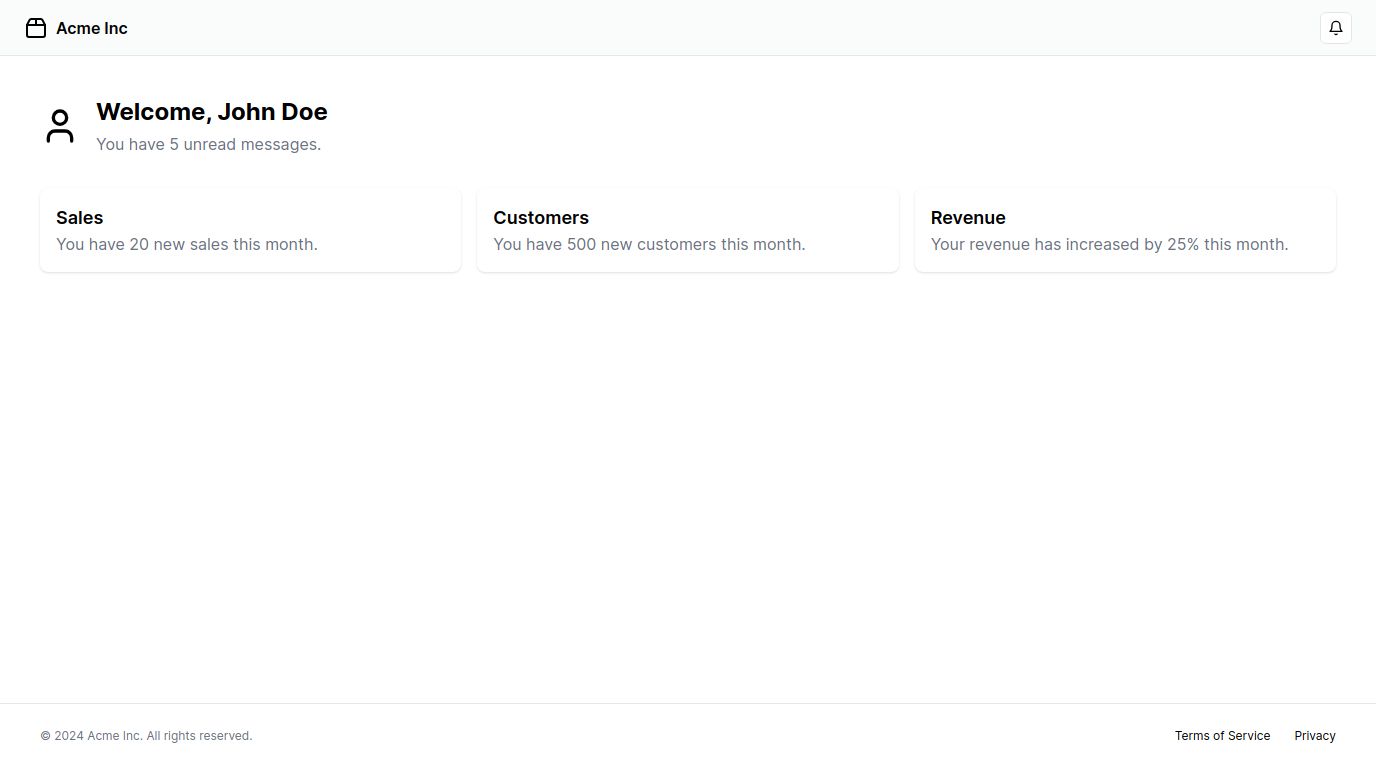 Acme Inc
Welcome, John Doe
You have 5 unread messages.
Sales
You have 20 new sales this month.
Customers
You have 500 new customers this month.
Revenue
Your revenue has increased by 25% this month.
© 2024 Acme Inc. All rights reserved.
Terms of Service
Privacy